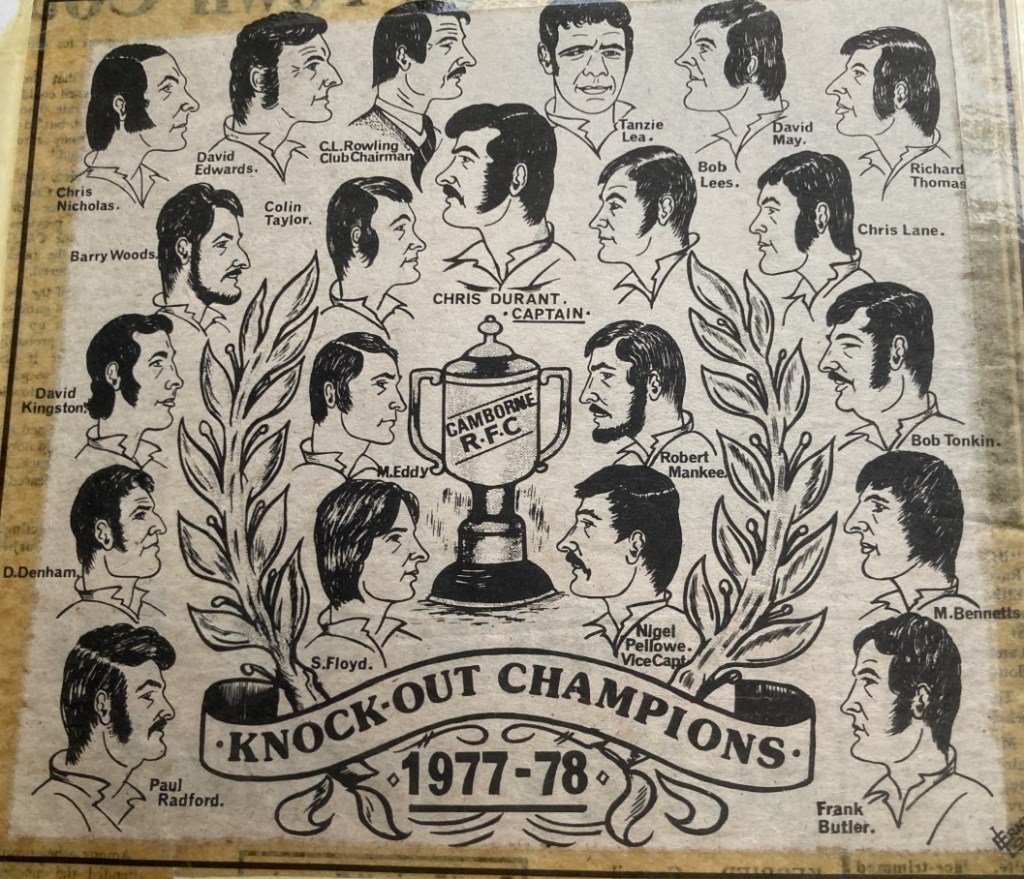 Chris
Nicholas.
David
Edwards.
C.L.Rowling
Club Chairman
Tanzie
Lea.
Bob
Lees.
David
May.
Richard
Thomas
Barry Woods.
Colin
Taylor.
CHRIS DURANT.
·CAPTAIN·
Chris Lane.
David
Kingston.
M.Eddy
CAMBORNE
R·F·C
Robert
Mankee.
Bob Tonkin.
D.Denham.
S.Floyd.
Nigel
Pellowe.
Vice Capt.
M.Bennetts
Paul
Radford.
Frank
Butler.
·KNOCK-OUT CHAMPIONS·
1977-78